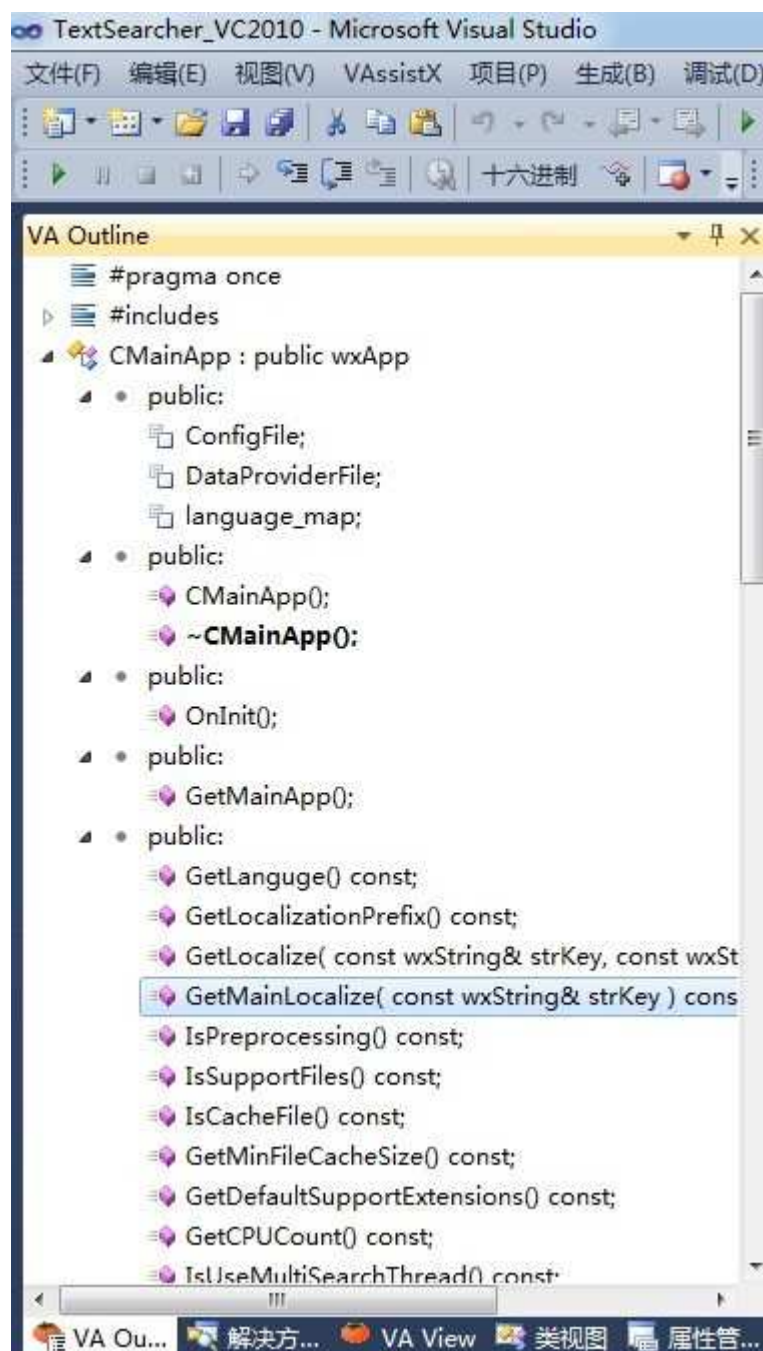 TextSearcher_VC2010 - Microsoft Visual Studio
文件(F) 编辑(E) 视图(V) VAssistX 项目(P) 生成(B) 调试(D)
十六进制
VA Outline
#pragma once
#includes
CMainApp : public wxApp
public:
ConfigFile;
DataProviderFile;
language_map;
public:
CMainApp();
~CMainApp();
public:
OnInit();
public:
GetMainApp();
public:
GetLanguge() const;
GetLocalizationPrefix() const;
GetLocalize( const wxString& strKey, const wxSt
GetMainLocalize( const wxString& strKey ) cons
IsPreprocessing() const;
IsSupportFiles() const;
IsCacheFile() const;
GetMinFileCacheSize() const;
GetDefaultSupportExtensions() const;
GetCPUCount() const;
IsUseMultiSearchThread() const;
VA Ou... 解决方... VA View 类视图 属性管...